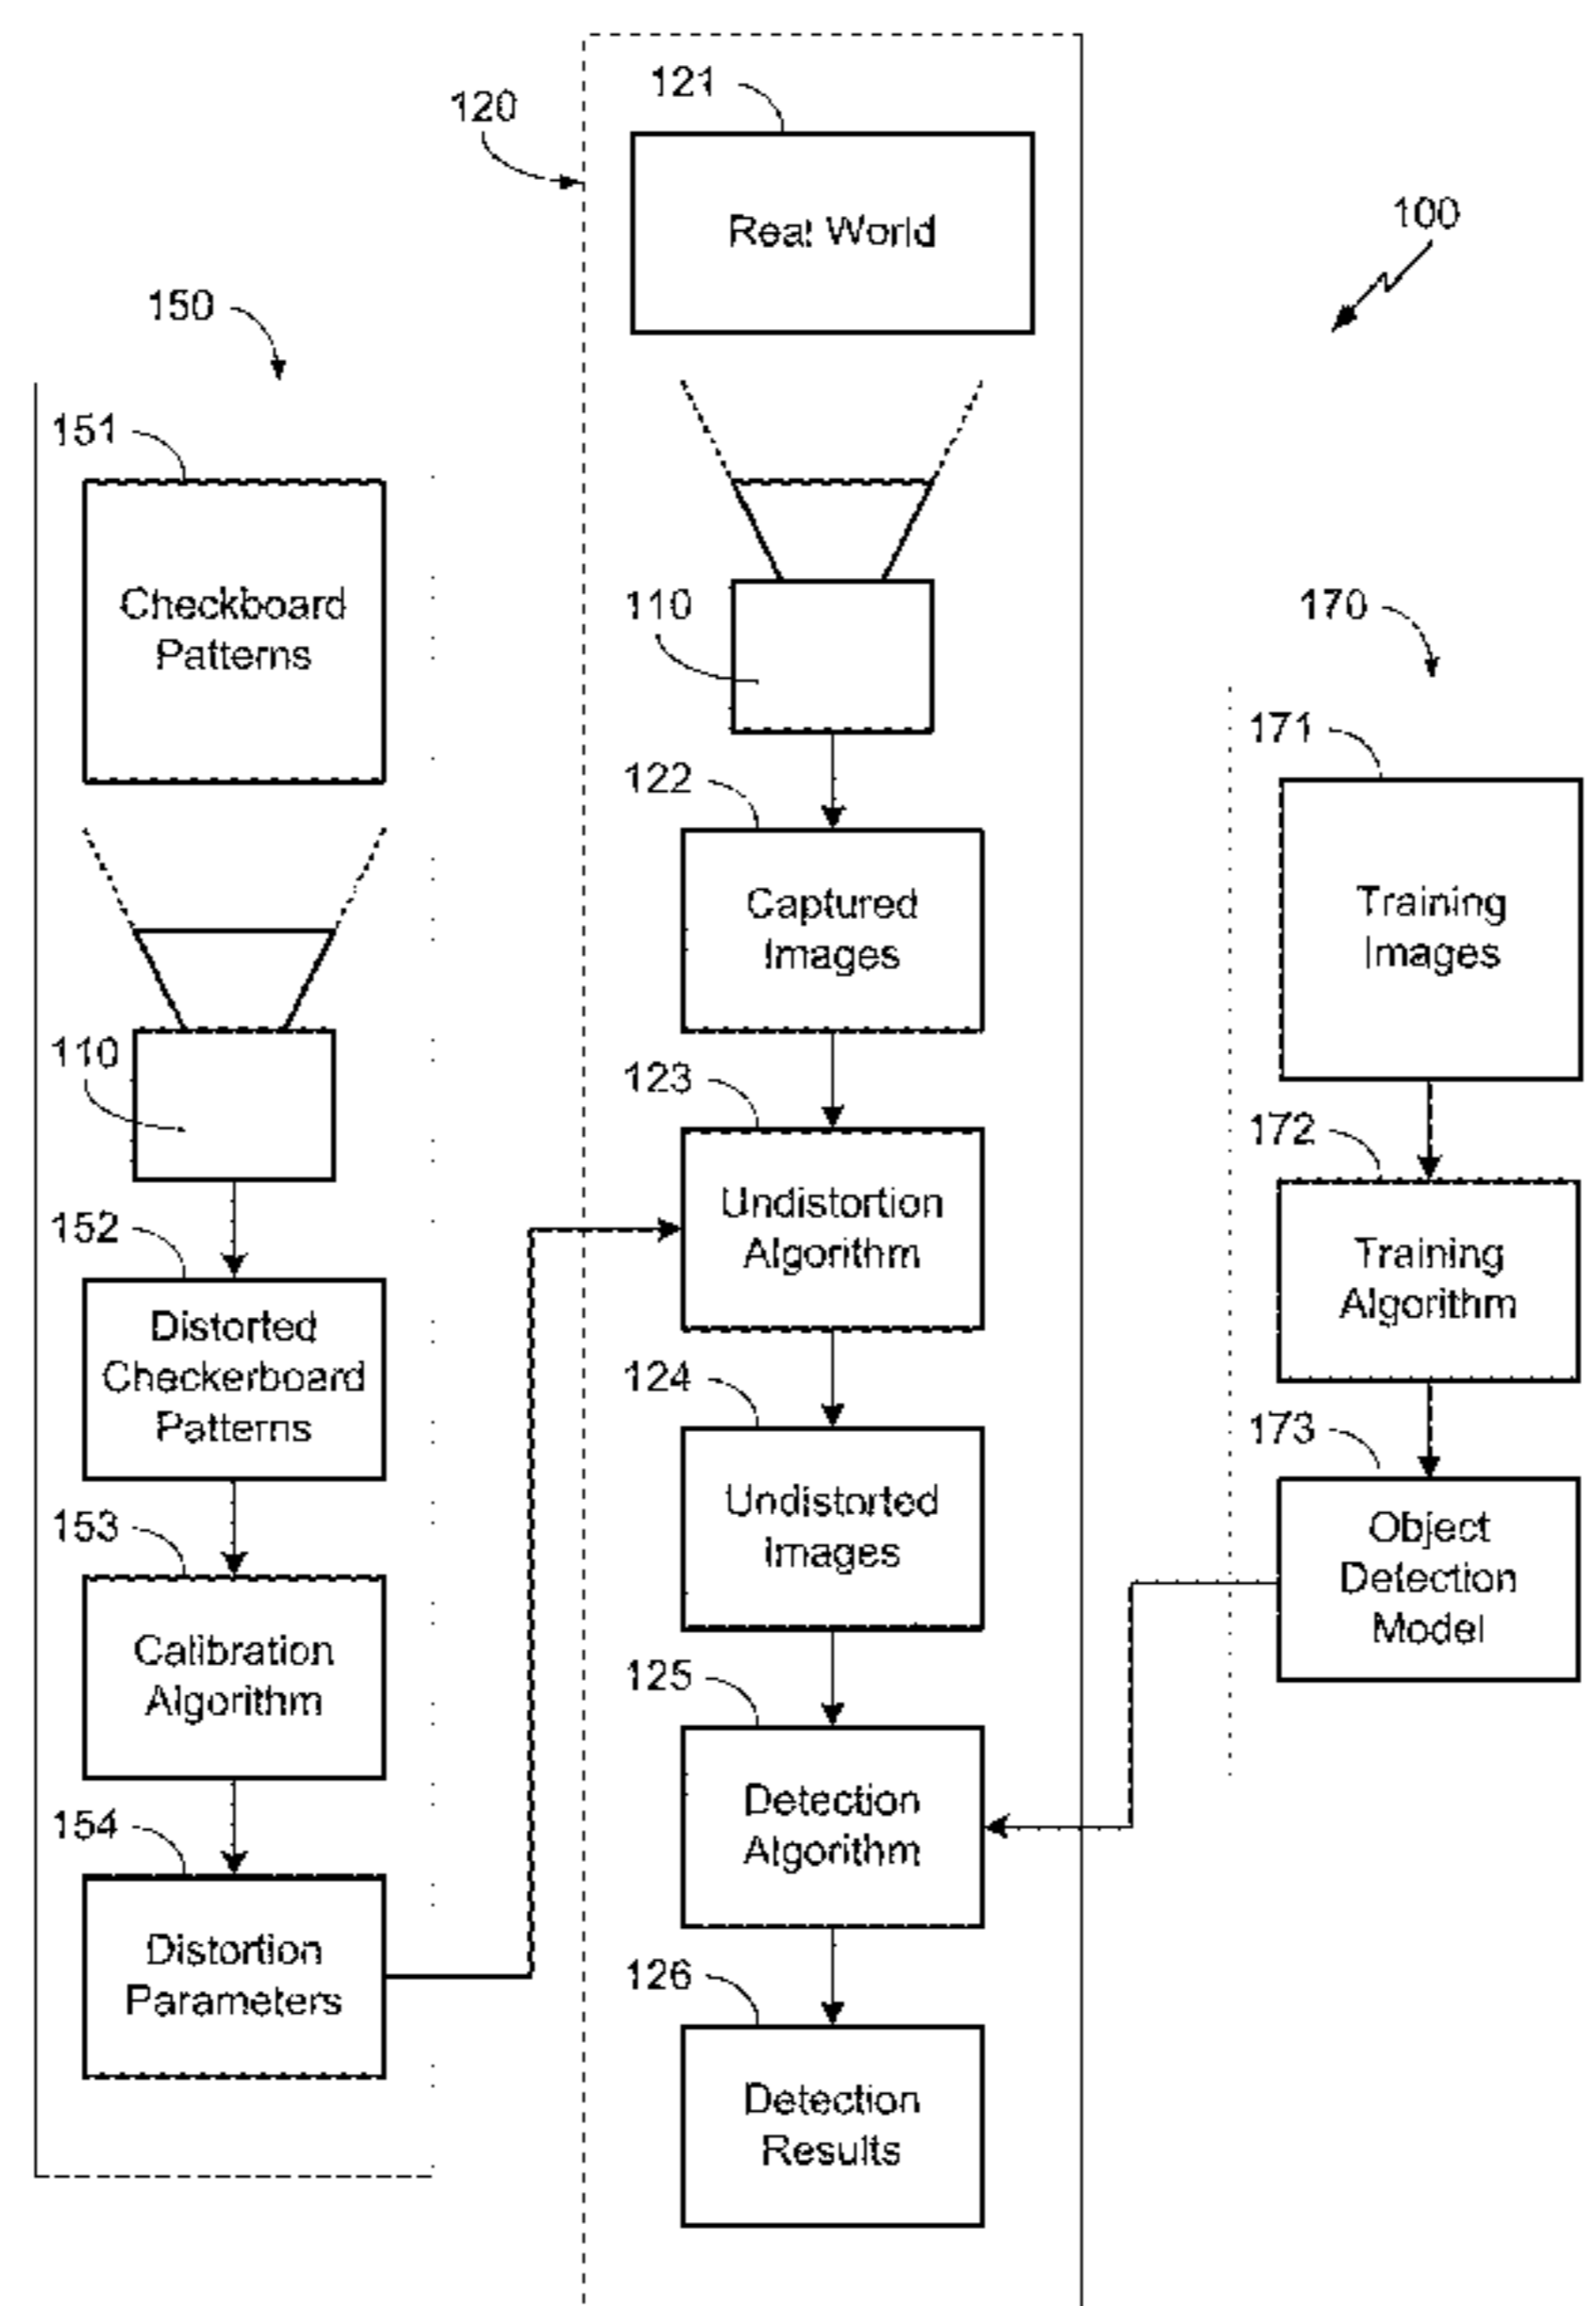 120
121
Real World
100
150
151
Checkboard
Patterns
110
152
Distorted
Checkerboard
Patterns
153
Calibration
Algorithm
154
Distortion
Parameters
110
122
Captured
Images
123
Undistortion
Algorithm
124
Undistorted
Images
125
Detection
Algorithm
126
Detection
Results
170
171
Training
Images
172
Training
Algorithm
173
Object
Detection
Model